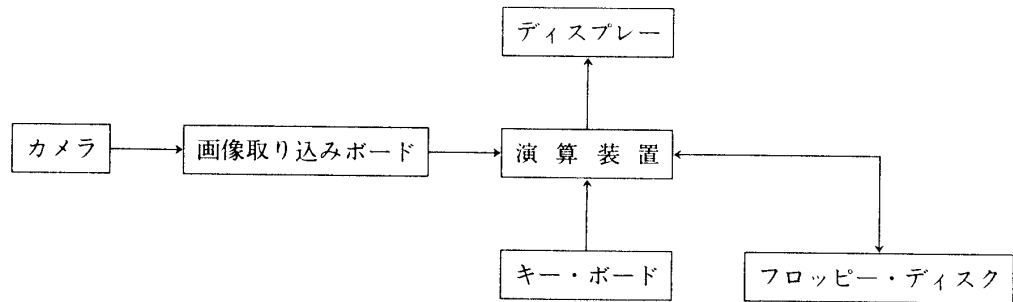 ディスプレー
カメラ
画像取り込みボード
演算装置
キー・ボード
フロッピー・ディスク